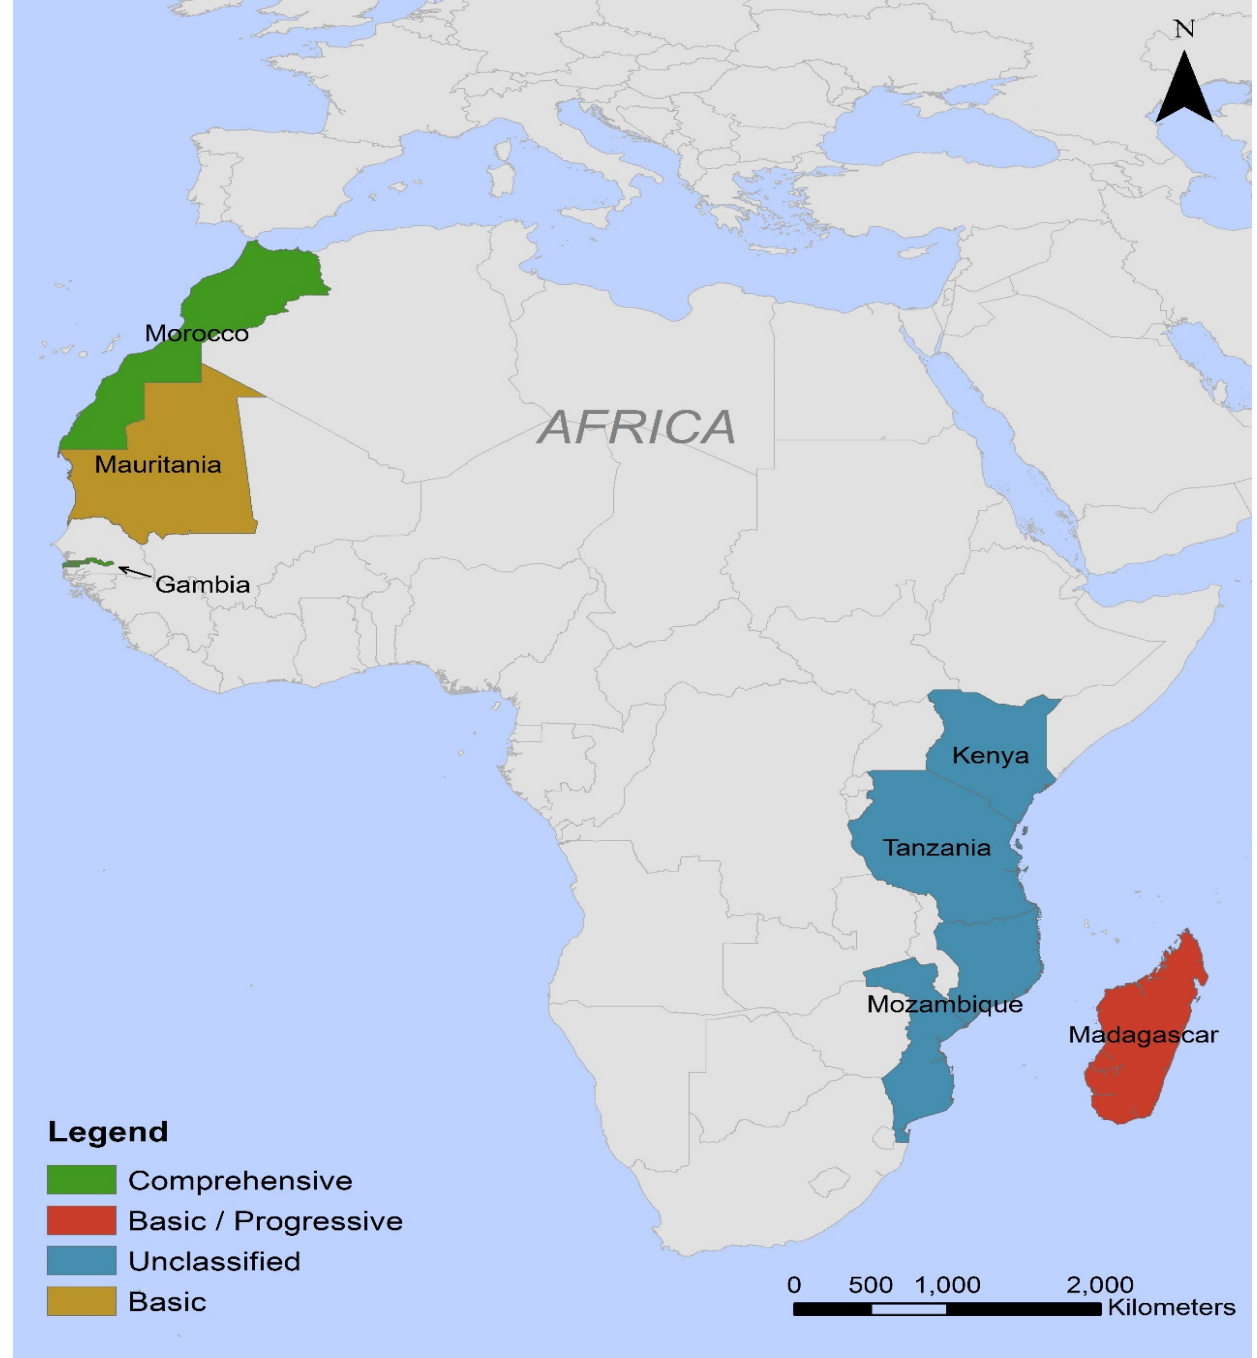 N
Morocco
AFRICA
Mauritania
Gambia
Kenya
Tanzania
Mozambique
Madagascar
Legend
Comprehensive
Basic / Progressive
Unclassified
Basic
0 500 1,000 2,000
Kilometers